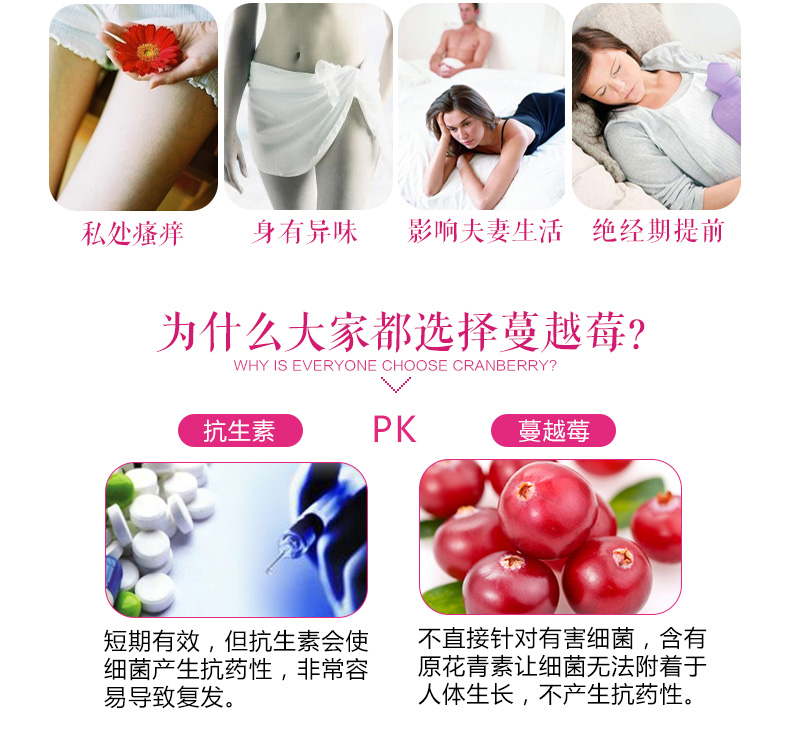 私处瘙痒
身有异味
影响夫妻生活
绝经期提前
为什么大家都选择蔓越莓?
WHY IS EVERYONE CHOOSE CRANBERRY?
抗生素
PK
蔓越莓
短期有效，但抗生素会使
细菌产生抗药性，非常容
易导致复发。
不直接针对有害细菌，含有
原花青素让细菌无法附着于
人体生长，不产生抗药性。